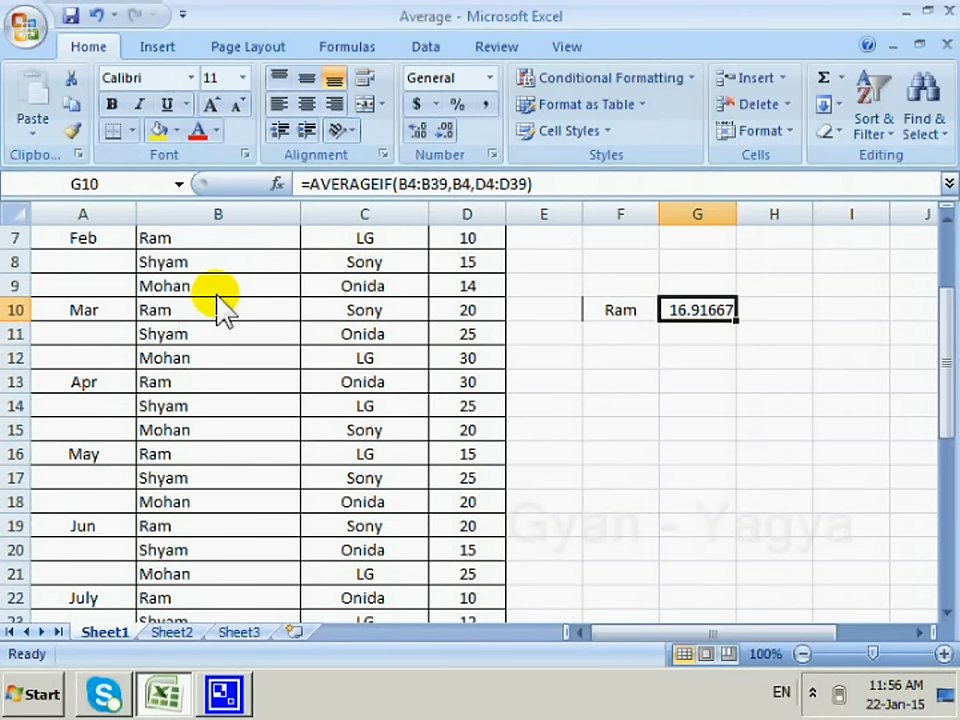 Average - Microsoft Excel
Home Insert Page Layout Formulas Data Review View
Paste
Calibri 11
B I U A A
A
General
$ % ,
Conditional Formatting
Format as Table
Cell Styles
Insert
Delete
Format
Σ
Sort & Filter
Find & Select
Clipbo... Font Alignment Number Styles Cells Editing
G10 fx =AVERAGEIF(B4:B39,B4,D4:D39)
A B C D E F G H I J
7 Feb Ram LG 10
8 Shyam Sony 15
9 Mohan Onida 14
10 Mar Ram Sony 20 Ram 16.91667
11 Shyam Onida 25
12 Mohan LG 30
13 Apr Ram Onida 30
14 Shyam LG 25
15 Mohan Sony 20
16 May Ram LG 15
17 Shyam Sony 25
18 Mohan Onida 20
19 Jun Ram Sony 20
20 Shyam Onida 15
21 Mohan LG 25
22 July Ram Onida 10
23 Shyam LG 12
Gyan - Yagya
Sheet1 Sheet2 Sheet3
Ready 100%
Start EN 11:56 AM
22-Jan-15